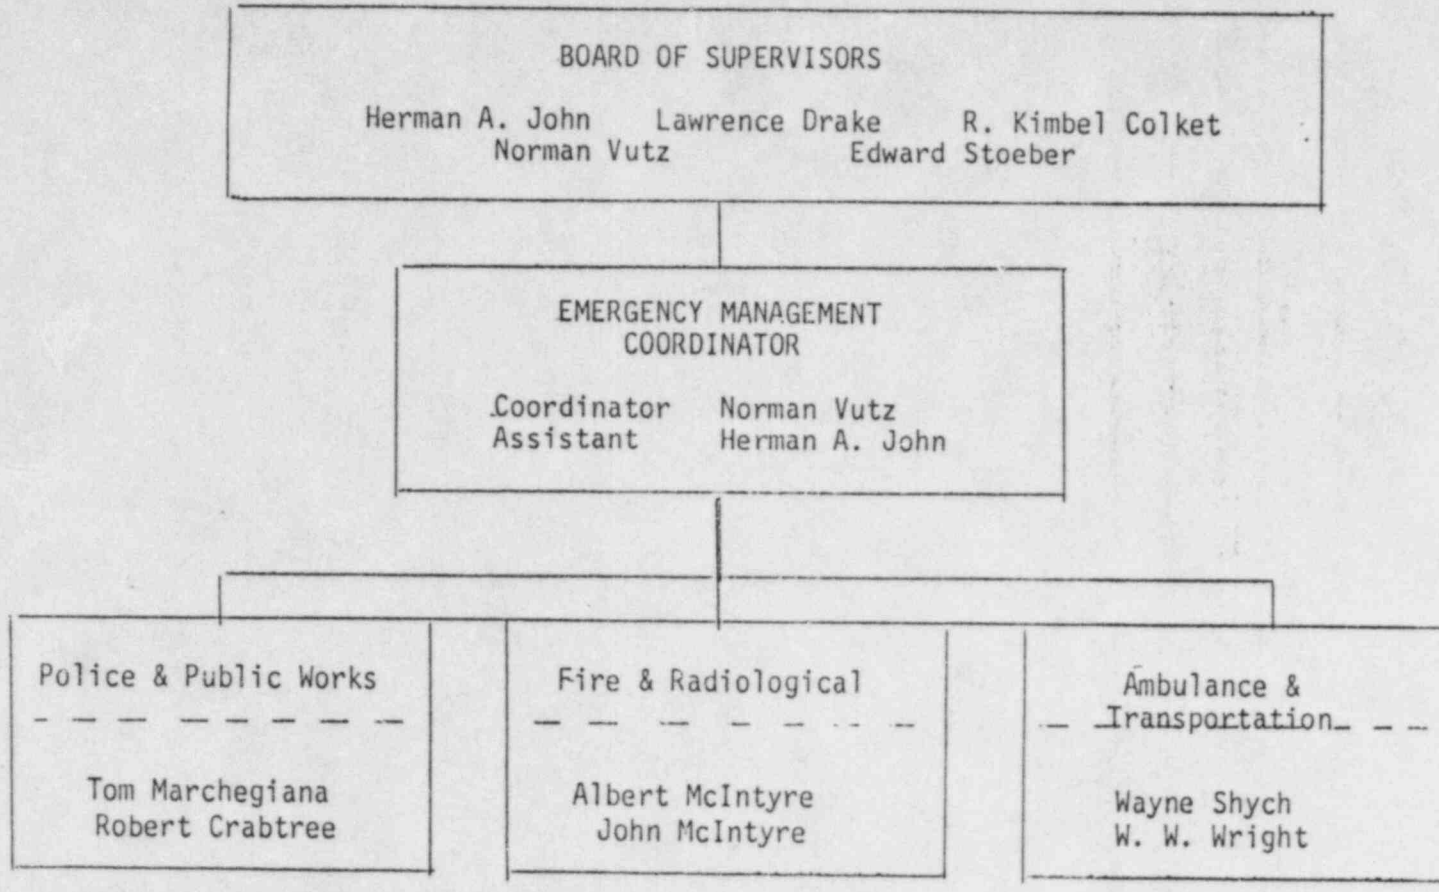 BOARD OF SUPERVISORS
Herman A. John Lawrence Drake R. Kimbel Colket
Norman Vutz Edward Stoeber
EMERGENCY MANAGEMENT
COORDINATOR
Coordinator Norman Vutz
Assistant Herman A. John
Police & Public Works
Tom Marchegiana
Robert Crabtree
Fire & Radiological
Albert McIntyre
John McIntyre
Ambulance &
Transportation
Wayne Shych
W. W. Wright